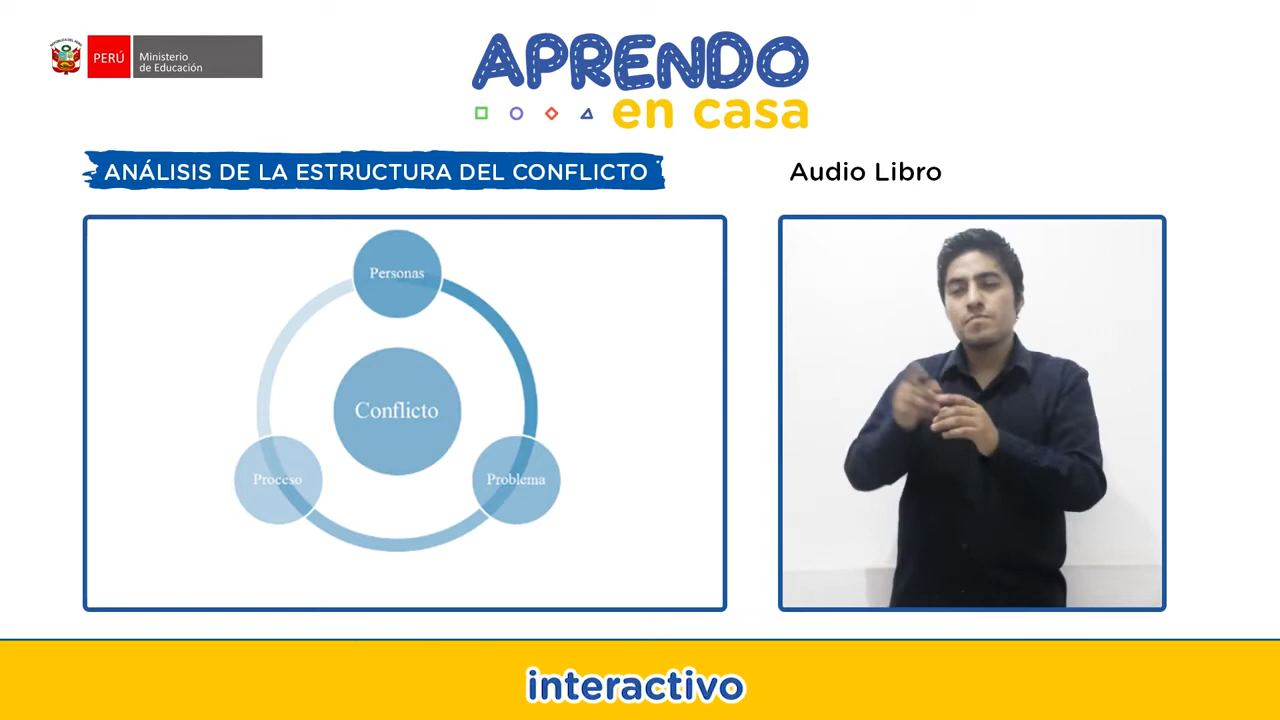 PERÚ
Ministerio
de Educación
APRENDO
en casa
ANÁLISIS DE LA ESTRUCTURA DEL CONFLICTO
Audio Libro
Personas
Conflicto
Proceso
Problema
interactivo